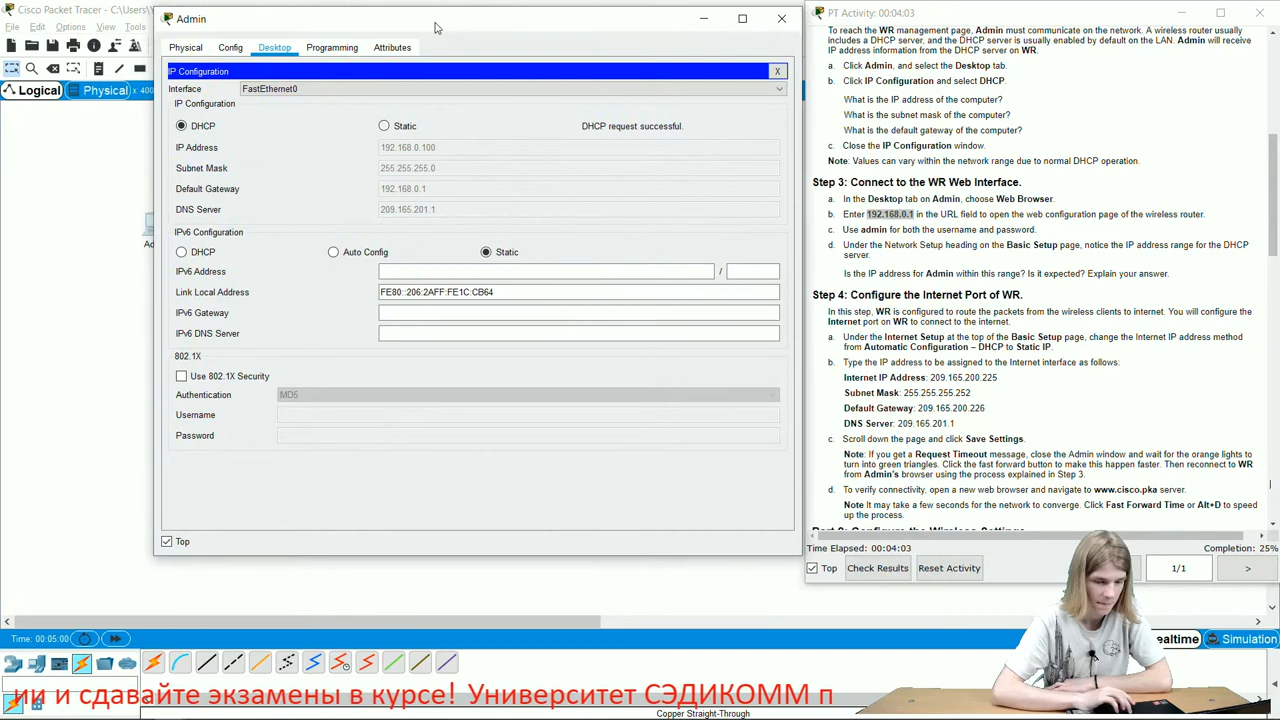 Cisco Packet Tracer - C:\Users\
File Edit Options View Tools
Logical
Physical
x: 400
Admin
Physical Config Desktop Programming Attributes
IP Configuration
X
Interface FastEthernet0
IP Configuration
DHCP Static DHCP request successful.
IP Address 192.168.0.100
Subnet Mask 255.255.255.0
Default Gateway 192.168.0.1
DNS Server 209.165.201.1
IPv6 Configuration
DHCP Auto Config Static
IPv6 Address /
Link Local Address FE80::206:2AFF:FE1C:CB64
IPv6 Gateway
IPv6 DNS Server
802.1X
Use 802.1X Security
Authentication MD5
Username
Password
Top
PT Activity: 00:04:03
To reach the WR management page, Admin must communicate on the network. A wireless router usually
includes a DHCP server, and the DHCP server is usually enabled by default on the LAN. Admin will receive
IP address information from the DHCP server on WR.
a. Click Admin, and select the Desktop tab.
b. Click IP Configuration and select DHCP.
What is the IP address of the computer?
What is the subnet mask of the computer?
What is the default gateway of the computer?
c. Close the IP Configuration window.
Note: Values can vary within the network range due to normal DHCP operation.
Step 3: Connect to the WR Web Interface.
a. In the Desktop tab on Admin, choose Web Browser.
b. Enter 192.168.0.1 in the URL field to open the web configuration page of the wireless router.
c. Use admin for both the username and password.
d. Under the Network Setup heading on the Basic Setup page, notice the IP address range for the DHCP
server.
Is the IP address for Admin within this range? Is it expected? Explain your answer.
Step 4: Configure the Internet Port of WR.
In this step, WR is configured to route the packets from the wireless clients to internet. You will configure the
Internet port on WR to connect to the internet.
a. Under the Internet Setup at the top of the Basic Setup page, change the Internet IP address method
from Automatic Configuration – DHCP to Static IP.
b. Type the IP address to be assigned to the Internet interface as follows:
Internet IP Address: 209.165.200.225
Subnet Mask: 255.255.255.252
Default Gateway: 209.165.200.226
DNS Server: 209.165.201.1
c. Scroll down the page and click Save Settings.
Note: If you get a Request Timeout message, close the Admin window and wait for the orange lights to
turn into green triangles. Click the fast forward button to make this happen faster. Then reconnect to WR
from Admin's browser using the process explained in Step 3.
d. To verify connectivity, open a new web browser and navigate to www.cisco.pka server.
Note It may take a few seconds for the network to converge. Click Fast Forward Time or Alt+D to speed
up the process.
Time Elapsed: 00:04:03 Completion: 25%
Top Check Results Reset Activity 1/1 >
Time: 00:05:00
ealtime Simulation
ии и сдавайте экзамены в курсе! Университет СЭДИКОММ п
Copper Straight-Through